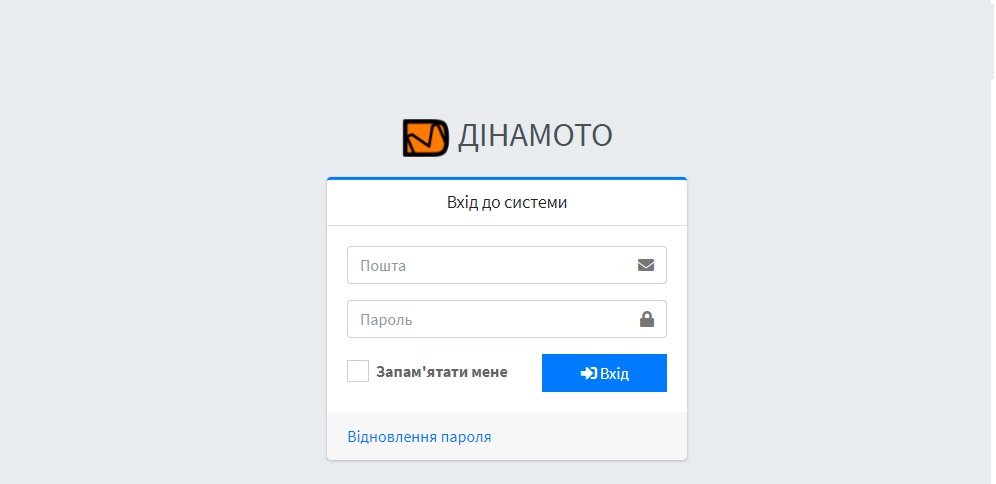 ДІНАМОТО
Вхід до системи
Пошта
Пароль
Запам'ятати мене
Вхід
Відновлення пароля